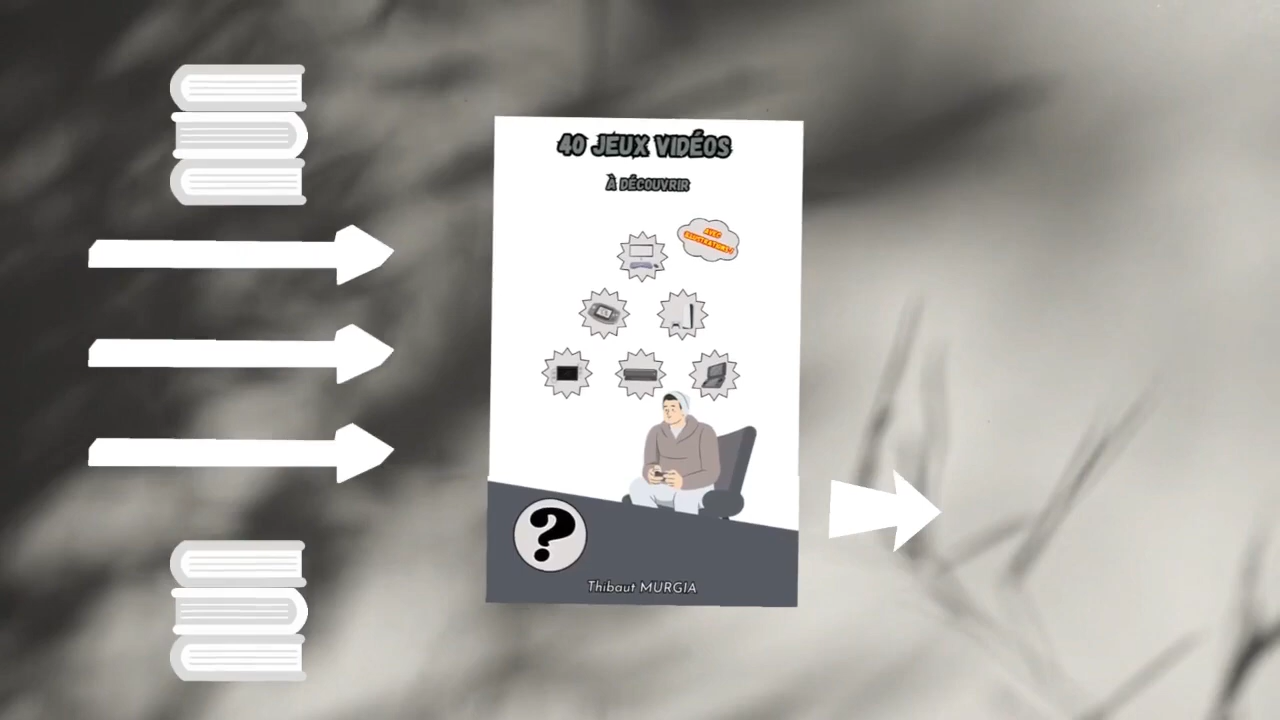 40 JEUX VIDÉOS
À DÉCOUVRIR
AVEC
ILLUSTRATIONS !
?
Thibaut MURGIA